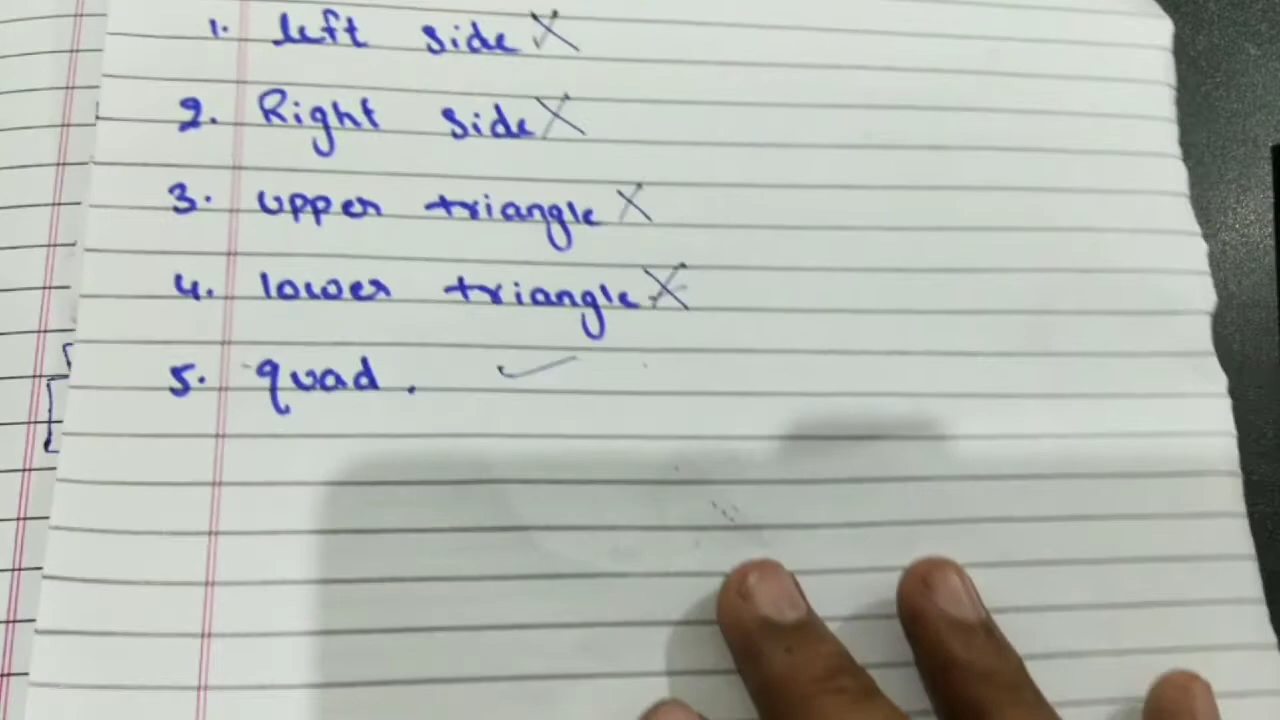 1. left side X
2. Right side X
3. upper triangle X
4. lower triangle X
5. quad. ✓